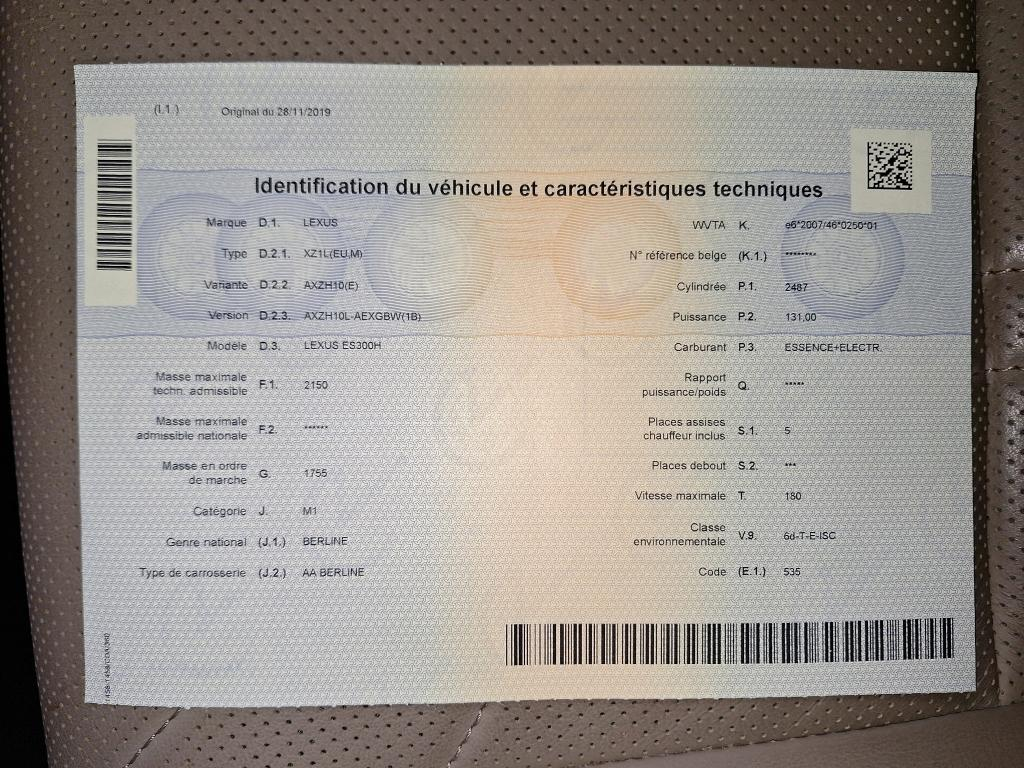 (I.1.) Original du 28/11/2019
Identification du véhicule et caractéristiques techniques
Marque D.1. LEXUS
Type D.2.1. XZ1L(EU,M)
Variante D.2.2. AXZH10(E)
Version D.2.3. AXZH10L-AEXGBW(1B)
Modèle D.3. LEXUS ES300H
Masse maximale
techn. admissible F.1. 2150
Masse maximale
admissible nationale F.2. ******
Masse en ordre
de marche G. 1755
Catégorie J. M1
Genre national (J.1.) BERLINE
Type de carrosserie (J.2.) AA BERLINE
WVTA K. e6*2007/46*0250*01
N° référence belge (K.1.) ********
Cylindrée P.1. 2487
Puissance P.2. 131,00
Carburant P.3. ESSENCE+ELECTR.
Rapport
puissance/poids Q. *****
Places assises
chauffeur inclus S.1. 5
Places debout S.2. ***
Vitesse maximale T. 180
Classe
environnementale V.9. 6d-T-E-ISC
Code (E.1.) 535